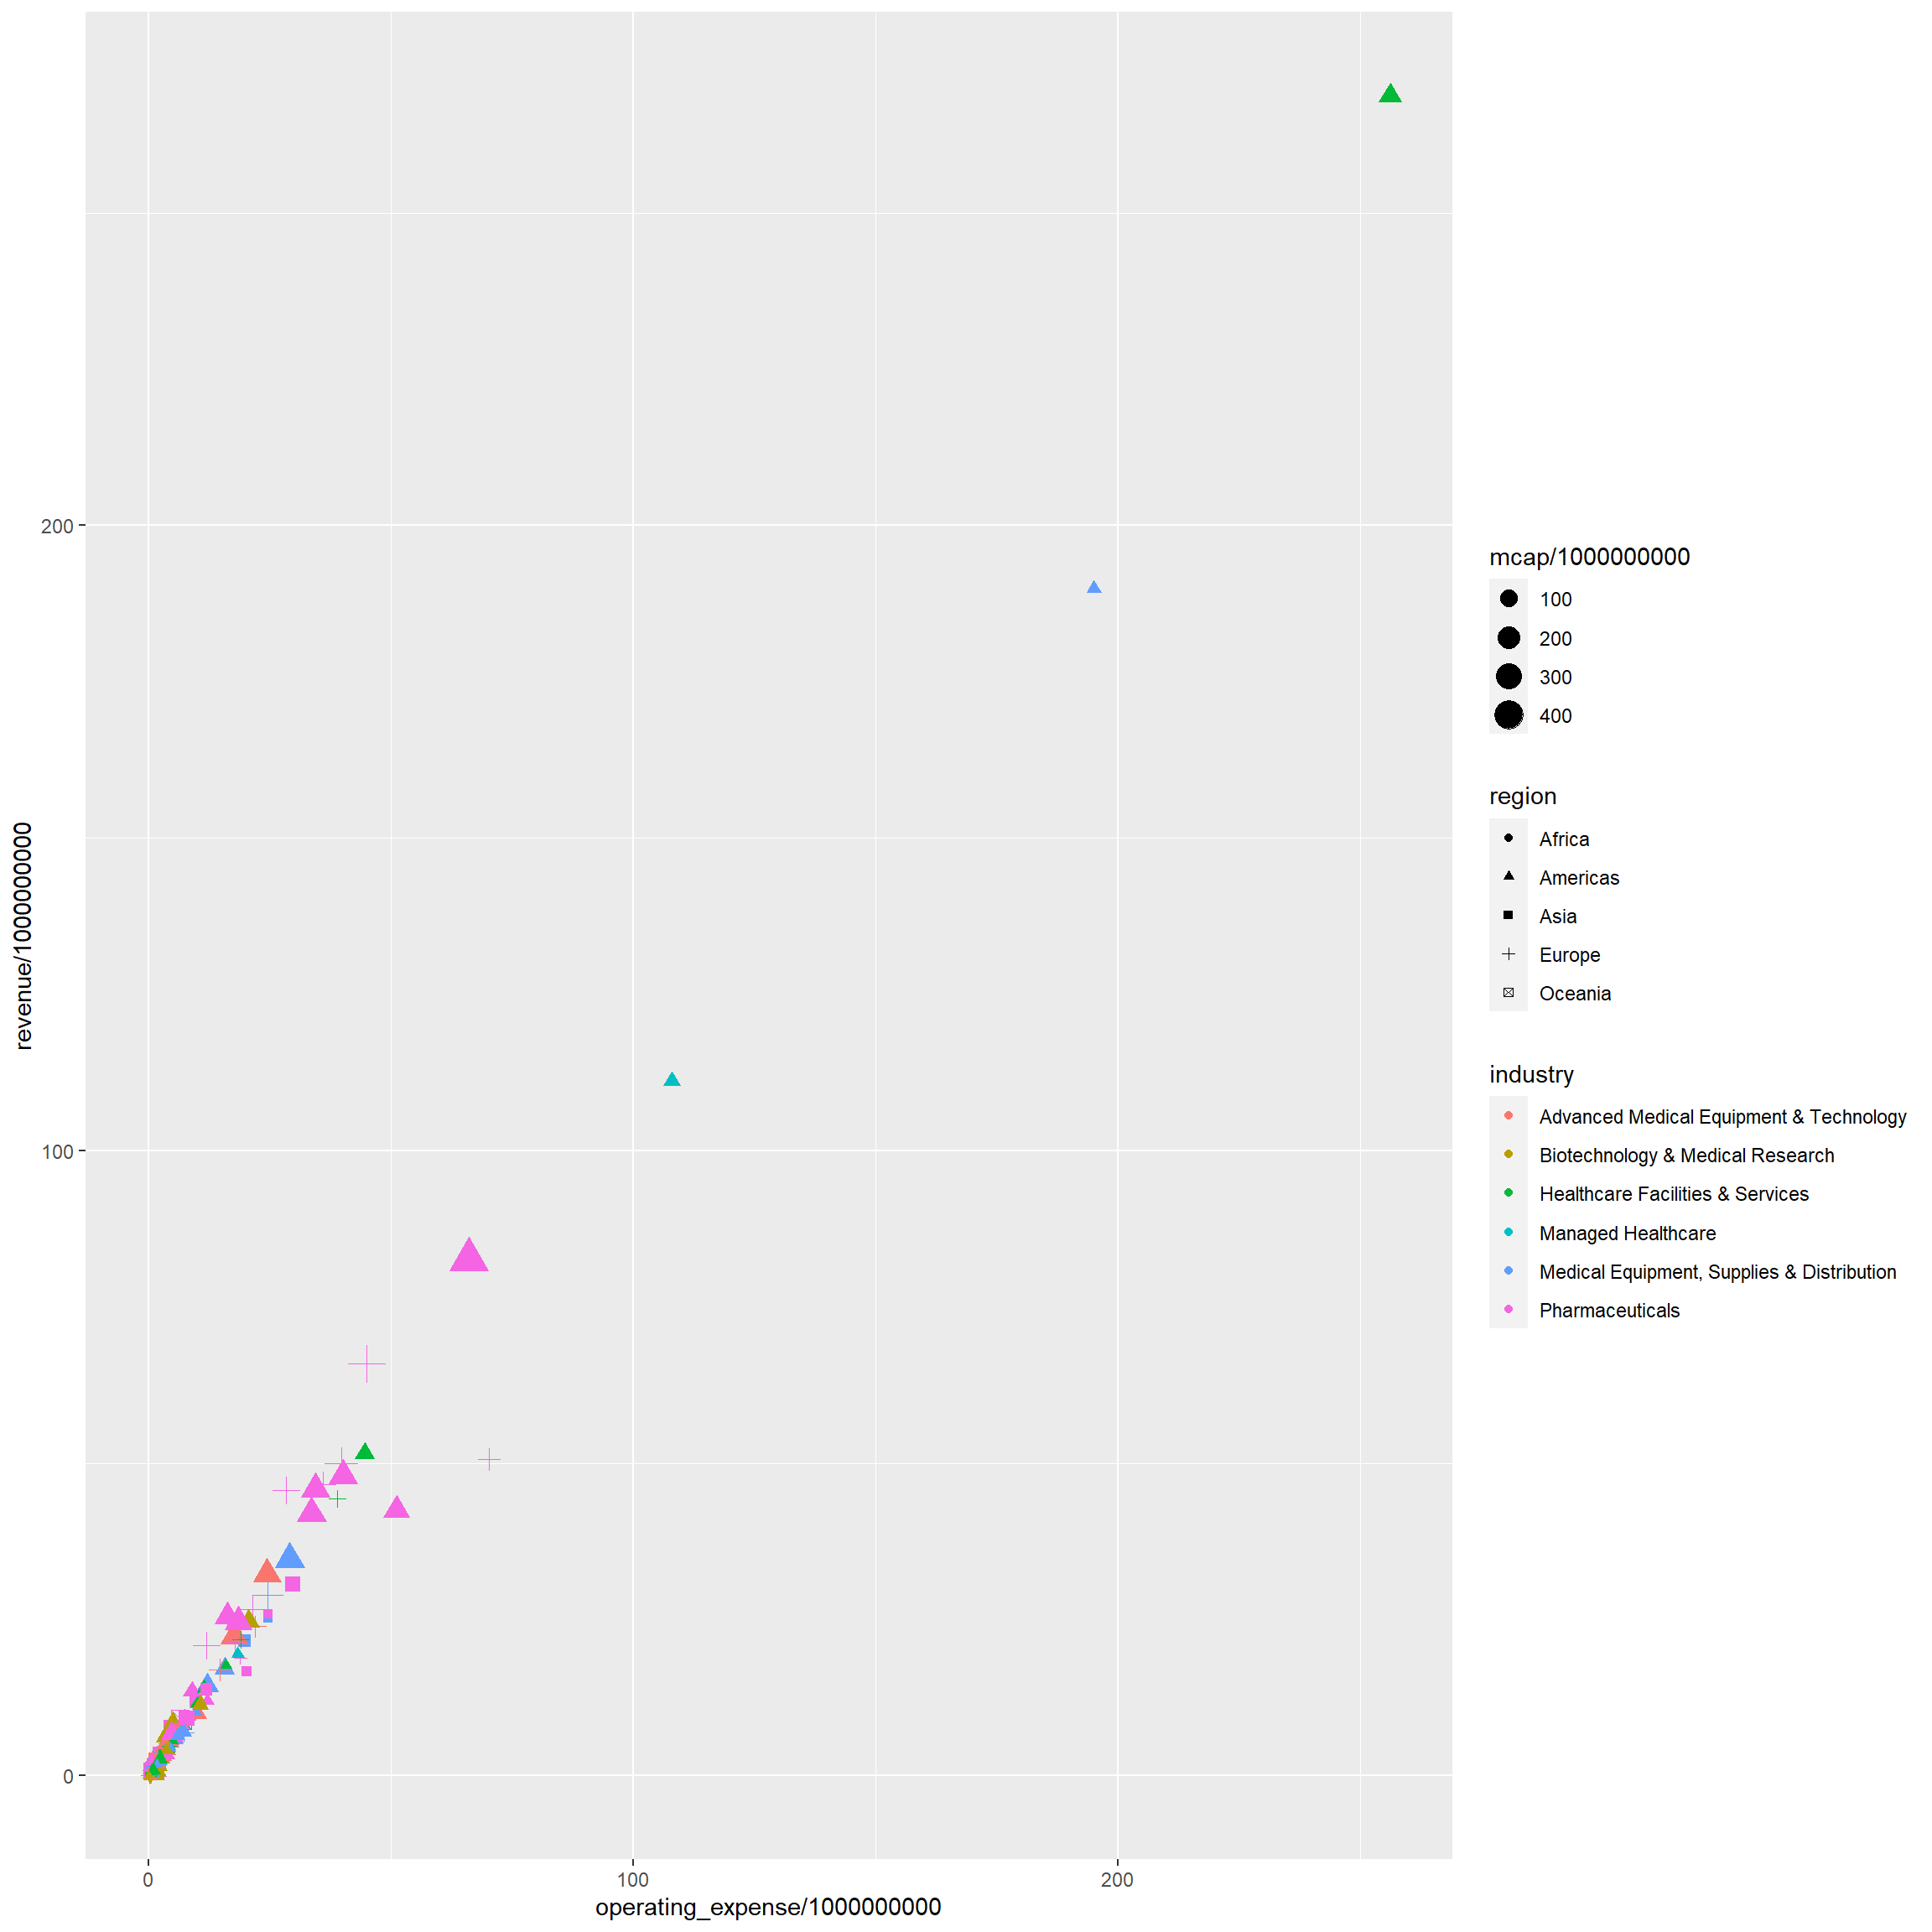 revenue/1000000000
200
100
0
0
100
200
operating_expense/1000000000
mcap/1000000000
100
200
300
400
region
Africa
Americas
Asia
Europe
Oceania
industry
Advanced Medical Equipment & Technology
Biotechnology & Medical Research
Healthcare Facilities & Services
Managed Healthcare
Medical Equipment, Supplies & Distribution
Pharmaceuticals